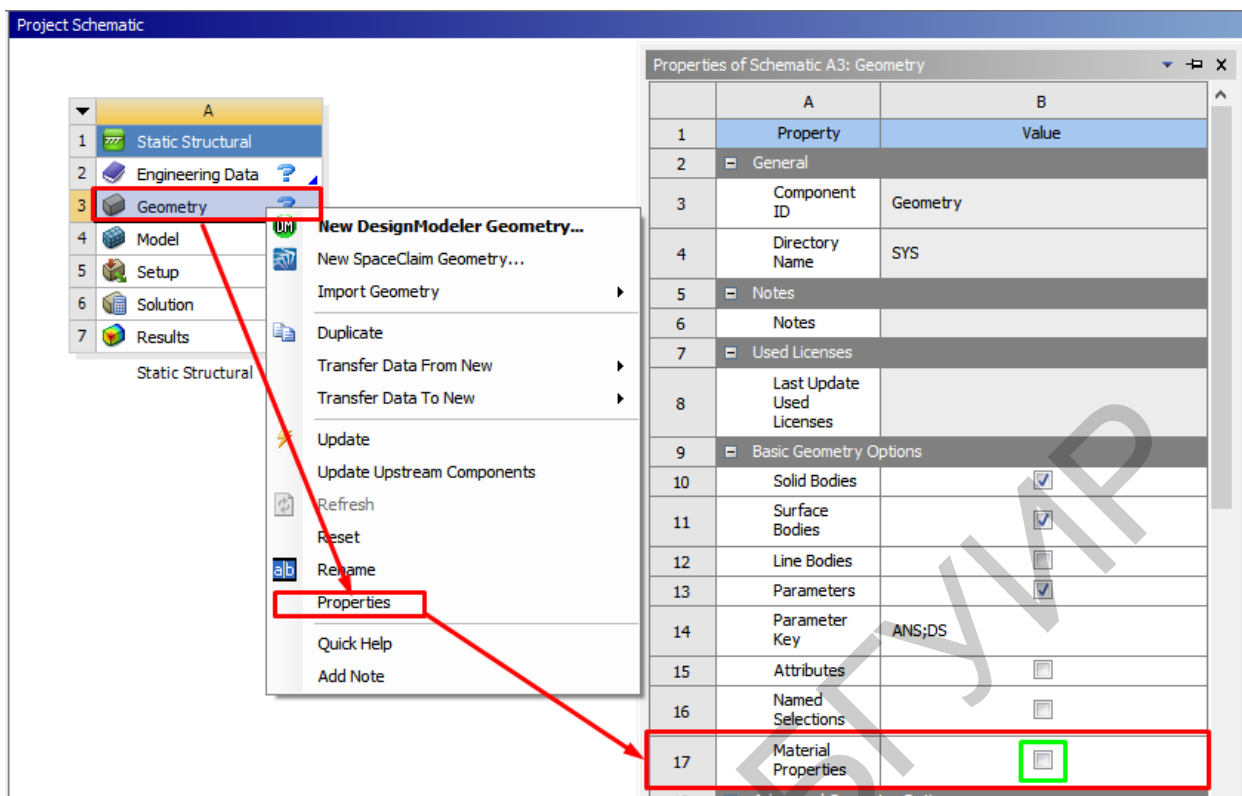 Project Schematic
A
1 Static Structural
2 Engineering Data ?
3 Geometry ?
4 Model
5 Setup
6 Solution
7 Results
Static Structural
DM New DesignModeler Geometry...
New SpaceClaim Geometry...
Import Geometry
Duplicate
Transfer Data From New
Transfer Data To New
Update
Update Upstream Components
Refresh
Reset
a|b Rename
Properties
Quick Help
Add Note
Properties of Schematic A3: Geometry
A B
1 Property Value
2 General
3 Component ID Geometry
4 Directory Name SYS
5 Notes
6 Notes
7 Used Licenses
8 Last Update Used Licenses
9 Basic Geometry Options
10 Solid Bodies
11 Surface Bodies
12 Line Bodies
13 Parameters
14 Parameter Key ANS;DS
15 Attributes
16 Named Selections
17 Material Properties
БГУИР